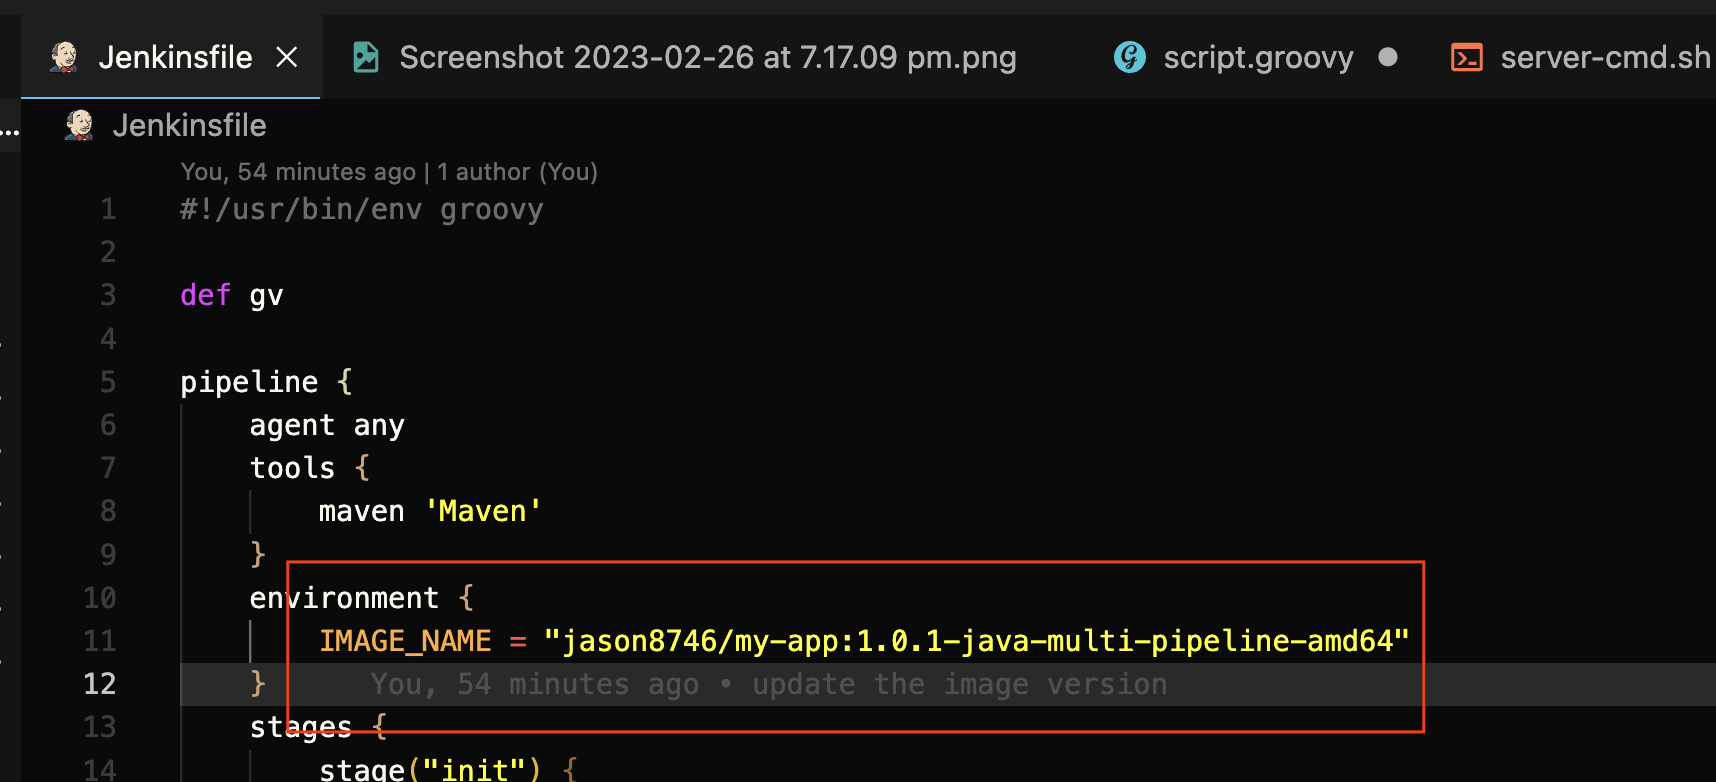 Jenkinsfile Screenshot 2023-02-26 at 7.17.09 pm.png script.groovy server-cmd.sh
... Jenkinsfile
You, 54 minutes ago | 1 author (You)
1 #!/usr/bin/env groovy
2
3 def gv
4
5 pipeline {
6 agent any
7 tools {
8 maven 'Maven'
9 }
10 environment {
11 IMAGE_NAME = "jason8746/my-app:1.0.1-java-multi-pipeline-amd64"
12 } You, 54 minutes ago • update the image version
13 stages {
14 stage("init") {